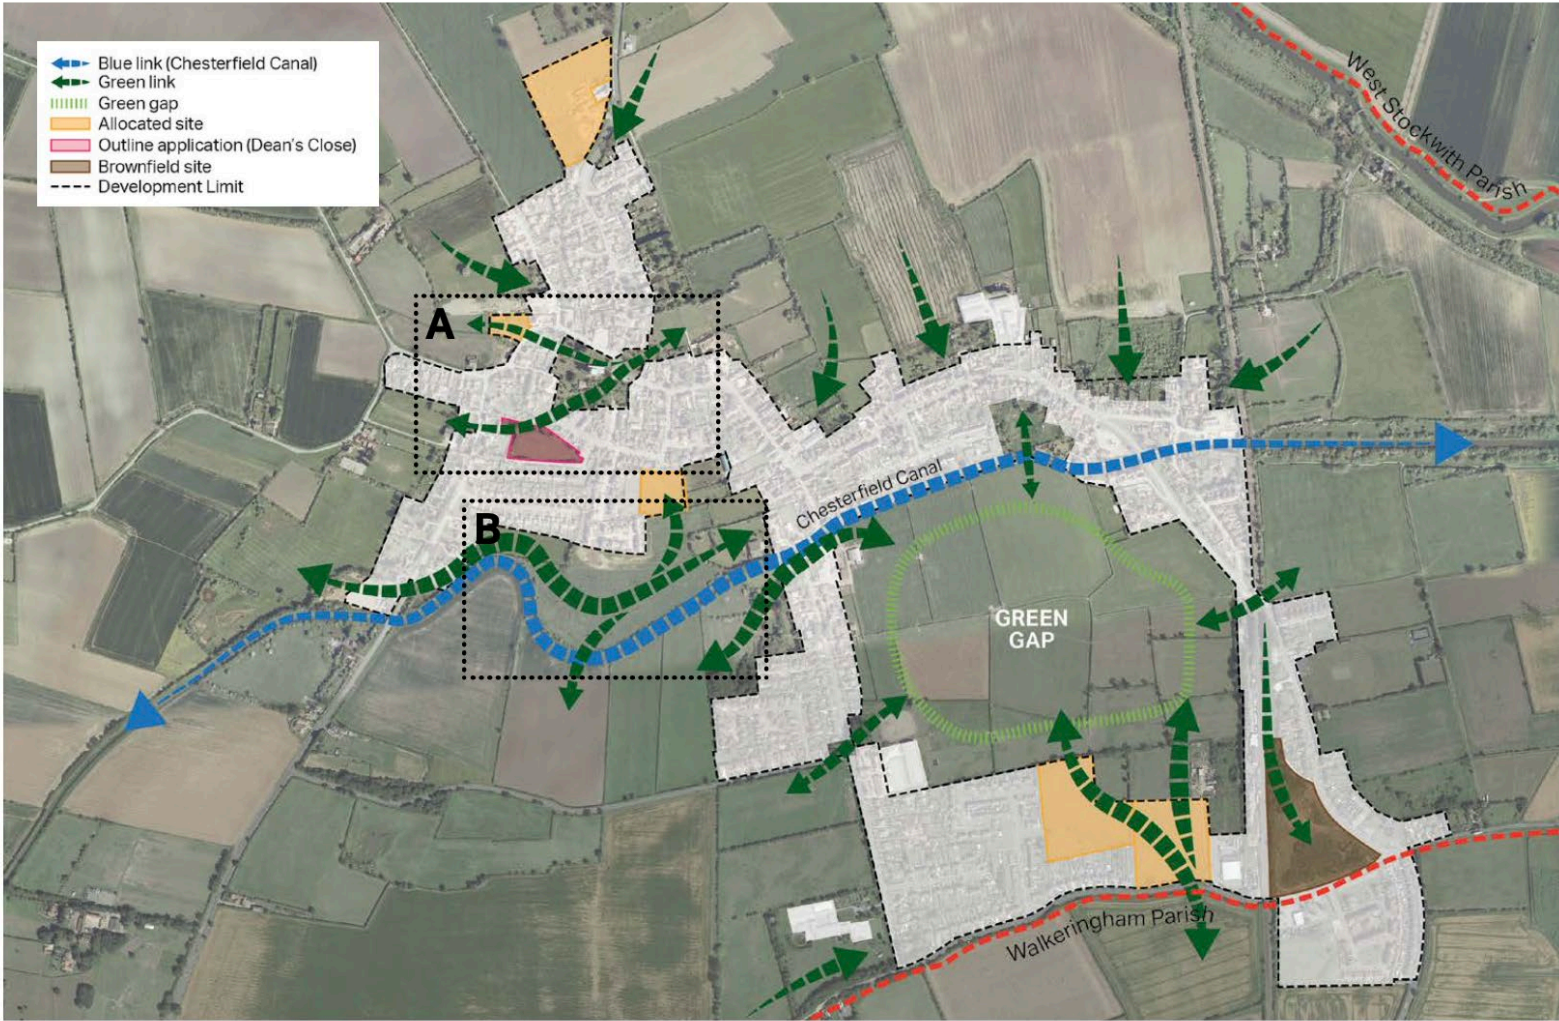 Blue link (Chesterfield Canal)
Green link
Green gap
Allocated site
Outline application (Dean's Close)
Brownfield site
Development Limit
West Stockwith Parish
A
B
Chesterfield Canal
GREEN
GAP
Walkeringham Parish